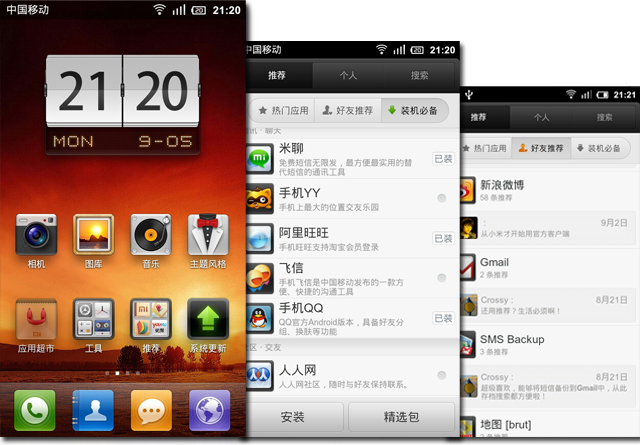 中国移动
20
21:20
21 20
MON 9-05
相机
图库
音乐
主题风格
应用超市
工具
推荐
系统更新
中国移动
20
21:20
推荐
个人
搜索
热门应用
好友推荐
装机必备
通讯 · 聊天
米聊
免费短信无限发，最方便最实用的替
代短信的通讯工具
已装
手机YY
手机上最大的位置交友乐园
阿里旺旺
手机旺旺支持淘宝会员登录
已装
飞信
手机飞信是中国移动发布的一款方
便、快捷的沟通工具
手机QQ
QQ官方Android版本，具备好友分
组、换肤等功能
已装
社区 · 交友
人人网
人人网社区，随时与好友保持联系。
安装
精选包
21:21
推荐
个人
搜索
热门应用
好友推荐
装机必备
新浪微博
58 条推荐
:
9月2日
从小米才开始用官方客户端
Gmail
2 条推荐
Crossy :
8月21日
还用推荐？生活必须啊！
SMS Backup
3 条推荐
Crossy :
8月21日
超级喜欢，能够将短信备份到Gmail中，从此
存档搜索都方便啦！
地图 [brut]